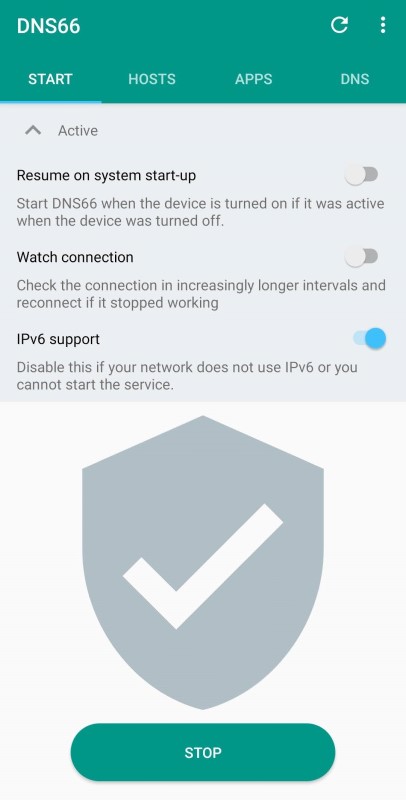 DNS66
START HOSTS APPS DNS
Active
Resume on system start-up
Start DNS66 when the device is turned on if it was active
when the device was turned off.
Watch connection
Check the connection in increasingly longer intervals and
reconnect if it stopped working
IPv6 support
Disable this if your network does not use IPv6 or you
cannot start the service.
STOP